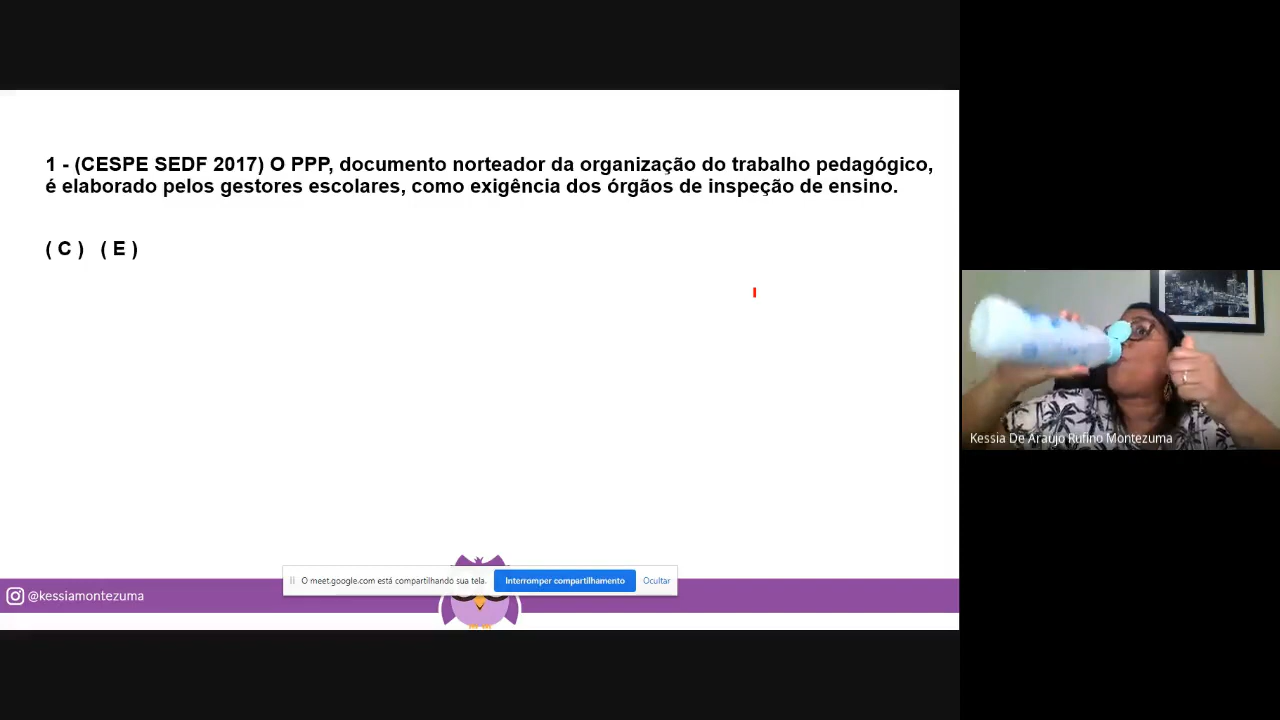 1 - (CESPE SEDF 2017) O PPP, documento norteador da organização do trabalho pedagógico,
é elaborado pelos gestores escolares, como exigência dos órgãos de inspeção de ensino.
( C ) ( E )
Kessia De Araujo Rufino Montezuma
O meet.google.com está compartilhando sua tela.
Interromper compartilhamento
Ocultar
@kessiamontezuma